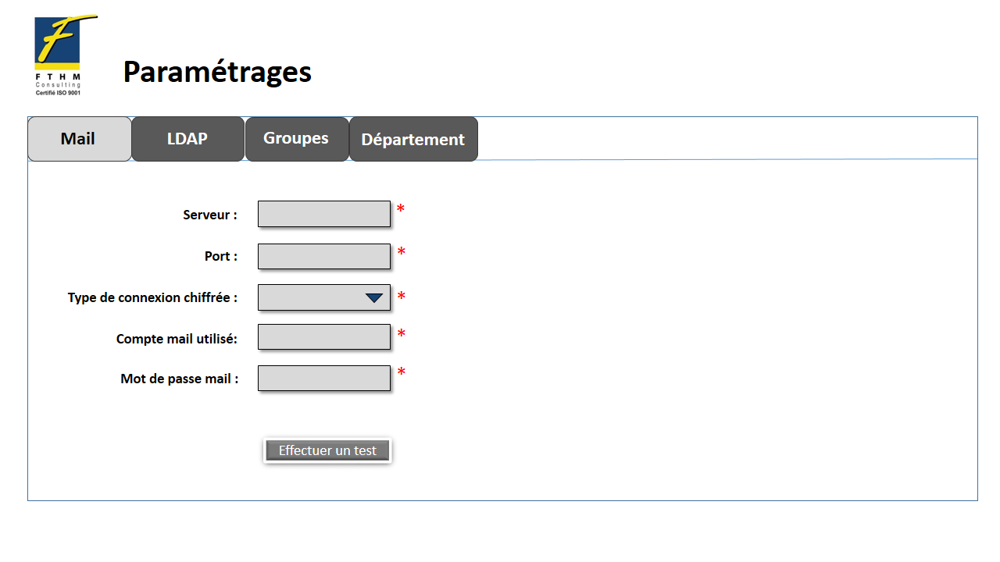 F T H M
Consulting
Certifié ISO 9001
Paramétrages
Mail LDAP Groupes Département
Serveur : *
Port : *
Type de connexion chiffrée : *
Compte mail utilisé: *
Mot de passe mail : *
Effectuer un test